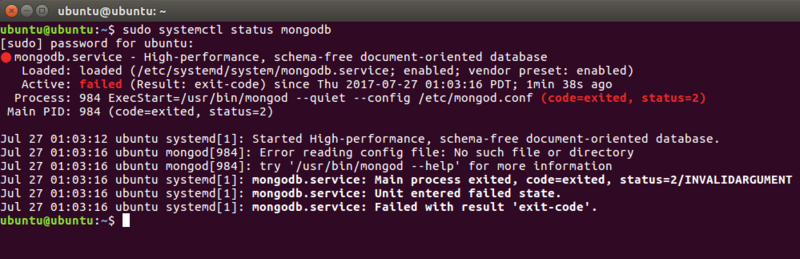 ubuntu@ubuntu: ~
ubuntu@ubuntu:~$ sudo systemctl status mongodb
[sudo] password for ubuntu:
● mongodb.service - High-performance, schema-free document-oriented database
Loaded: loaded (/etc/systemd/system/mongodb.service; enabled; vendor preset: enabled)
Active: failed (Result: exit-code) since Thu 2017-07-27 01:03:16 PDT; 1min 38s ago
Process: 984 ExecStart=/usr/bin/mongod --quiet --config /etc/mongod.conf (code=exited, status=2)
Main PID: 984 (code=exited, status=2)
Jul 27 01:03:12 ubuntu systemd[1]: Started High-performance, schema-free document-oriented database.
Jul 27 01:03:16 ubuntu mongod[984]: Error reading config file: No such file or directory
Jul 27 01:03:16 ubuntu mongod[984]: try '/usr/bin/mongod --help' for more information
Jul 27 01:03:16 ubuntu systemd[1]: mongodb.service: Main process exited, code=exited, status=2/INVALIDARGUMENT
Jul 27 01:03:16 ubuntu systemd[1]: mongodb.service: Unit entered failed state.
Jul 27 01:03:16 ubuntu systemd[1]: mongodb.service: Failed with result 'exit-code'.
ubuntu@ubuntu:~$